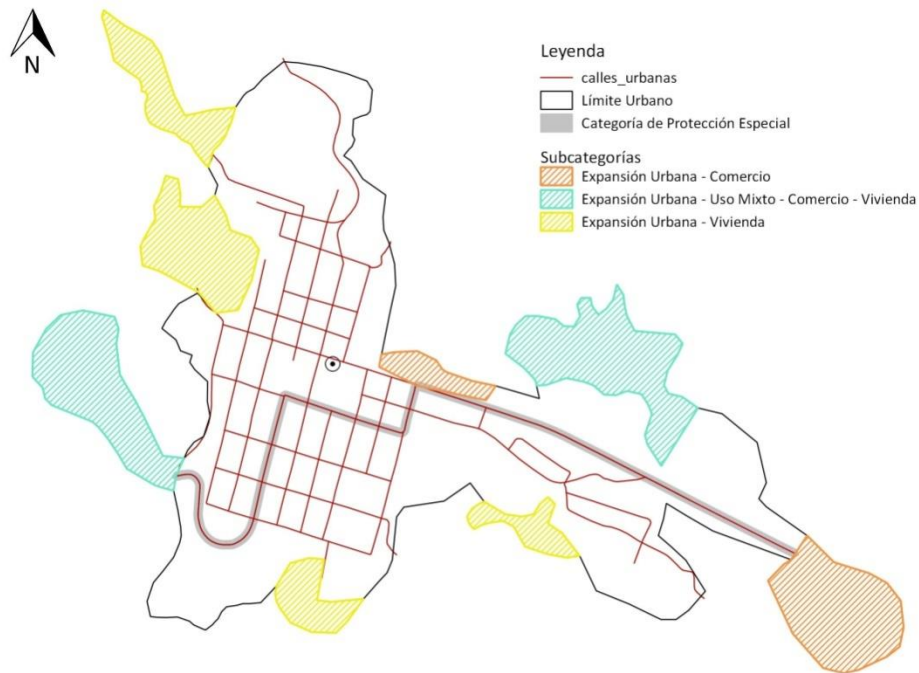 N
Leyenda
calles_urbanas
Límite Urbano
Categoría de Protección Especial
Subcategorías
Expansión Urbana - Comercio
Expansión Urbana - Uso Mixto - Comercio - Vivienda
Expansión Urbana - Vivienda